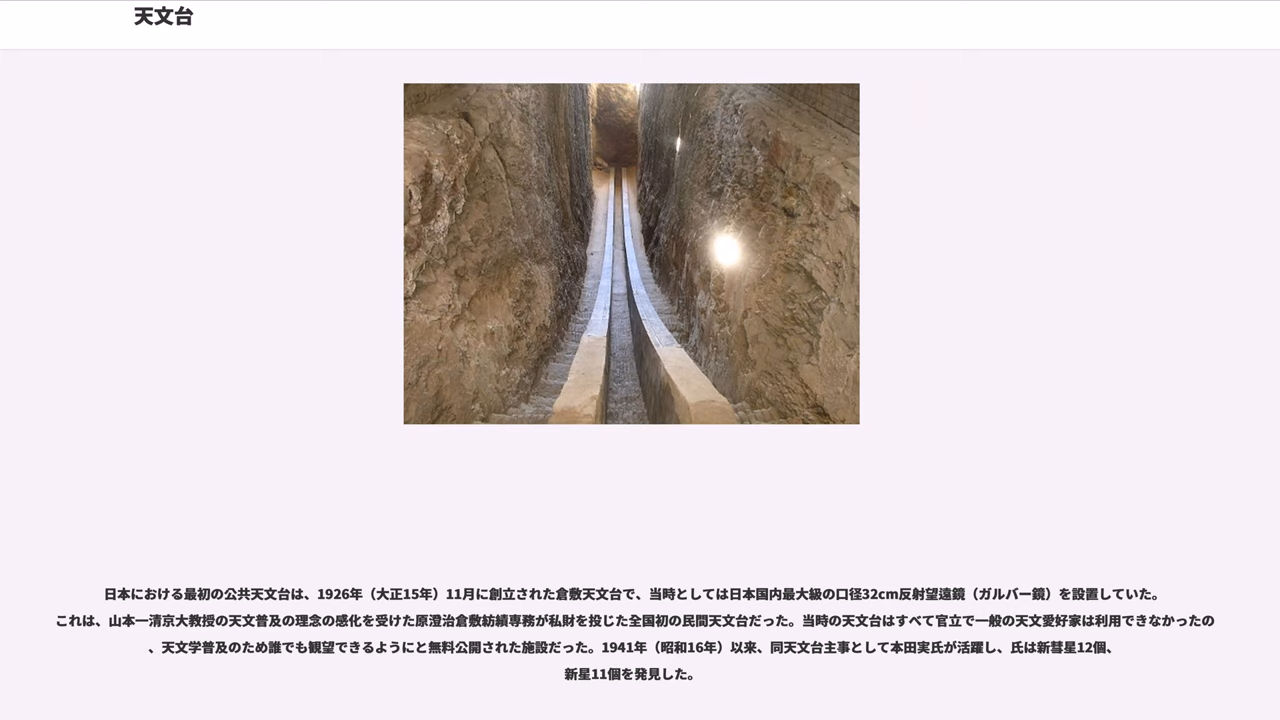 天文台
日本における最初の公共天文台は、1926年（大正15年）11月に創立された倉敷天文台で、当時としては日本国内最大級の口径32cm反射望遠鏡（ガルバー鏡）を設置していた。
これは、山本一清京大教授の天文普及の理念の感化を受けた原澄治倉敷紡績専務が私財を投じた全国初の民間天文台だった。当時の天文台はすべて官立で一般の天文愛好家は利用できなかったの
、天文学普及のため誰でも観望できるようにと無料公開された施設だった。1941年（昭和16年）以来、同天文台主事として本田実氏が活躍し、氏は新彗星12個、
新星11個を発見した。